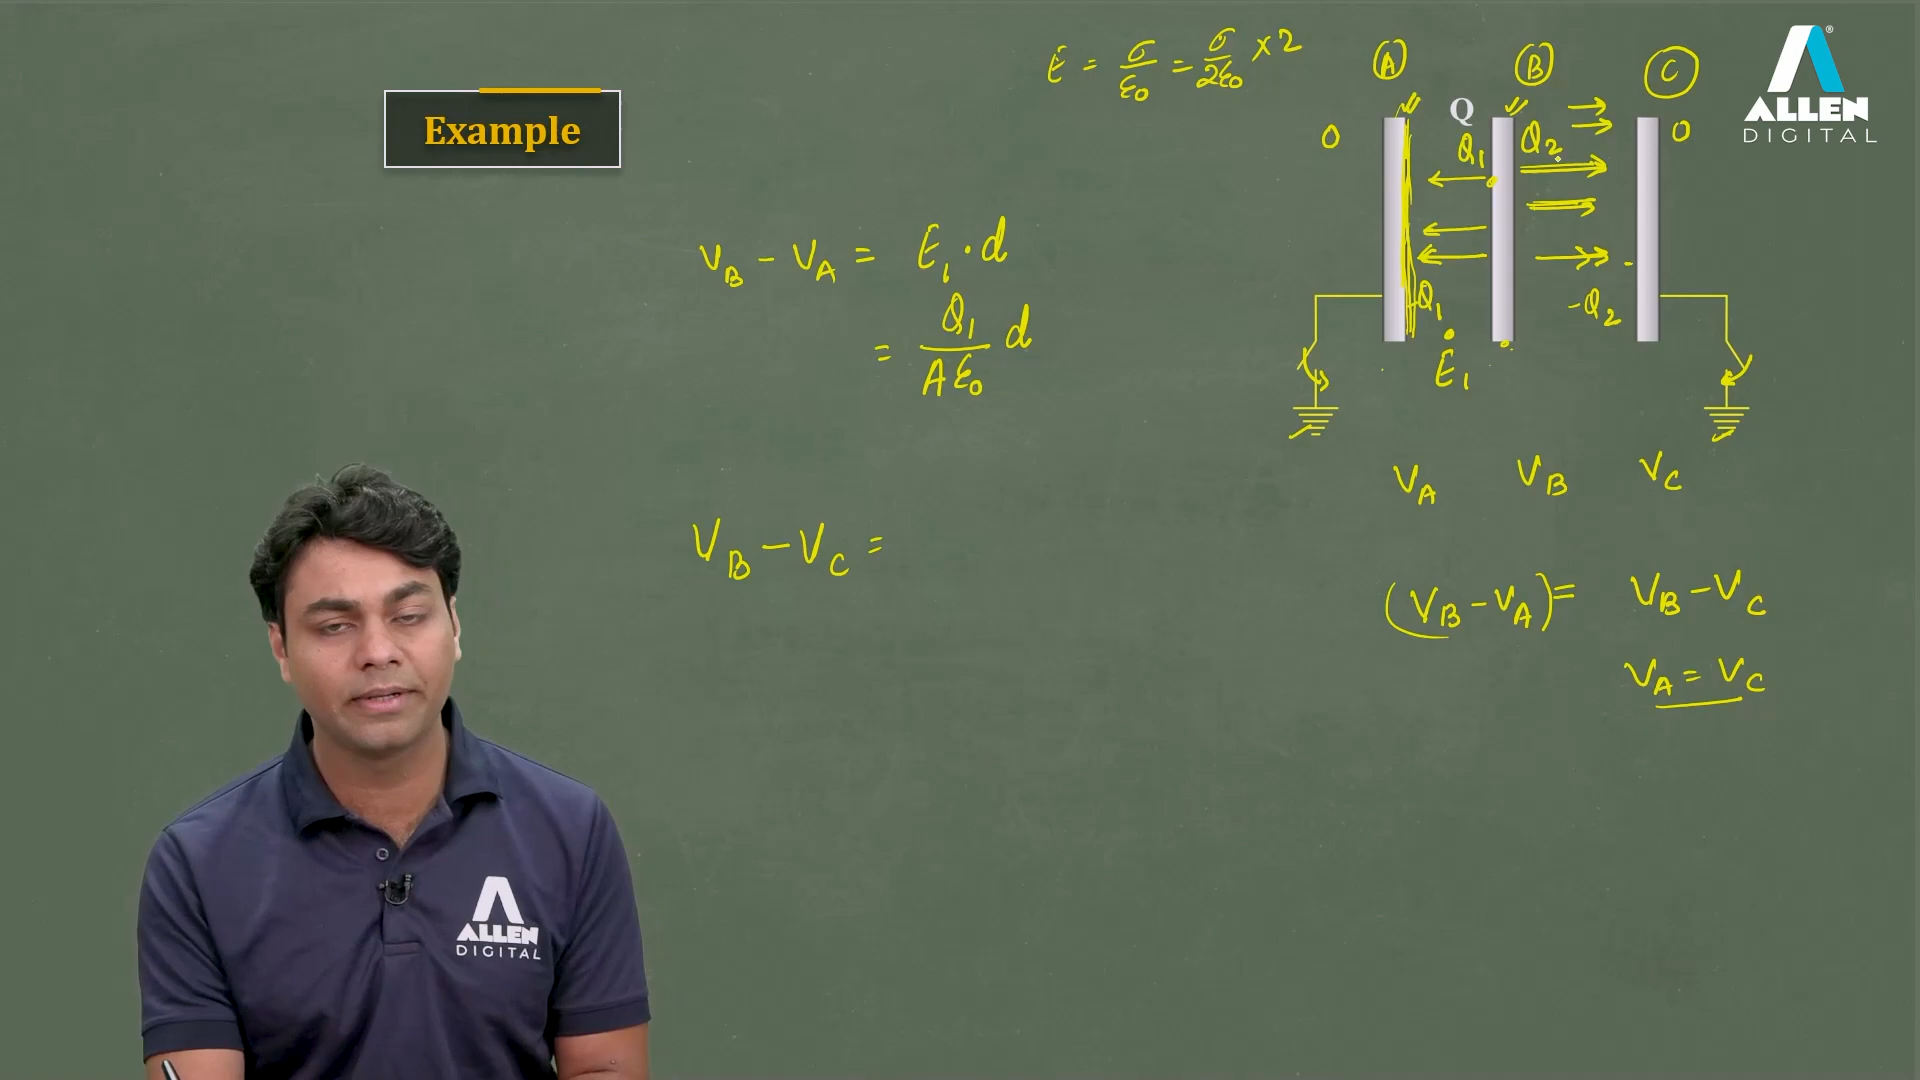 Example
E = σ/ε₀ = σ/2ε₀ × 2
A B C
ALLEN
DIGITAL
Q
0 Q₁ Q₂ 0
-Q₁ -Q₂
E₁
V_B - V_A = E₁ · d
= Q₁/Aε₀ d
V_A V_B V_C
V_B - V_C =
(V_B - V_A) = V_B - V_C
V_A = V_C
ALLEN
DIGITAL